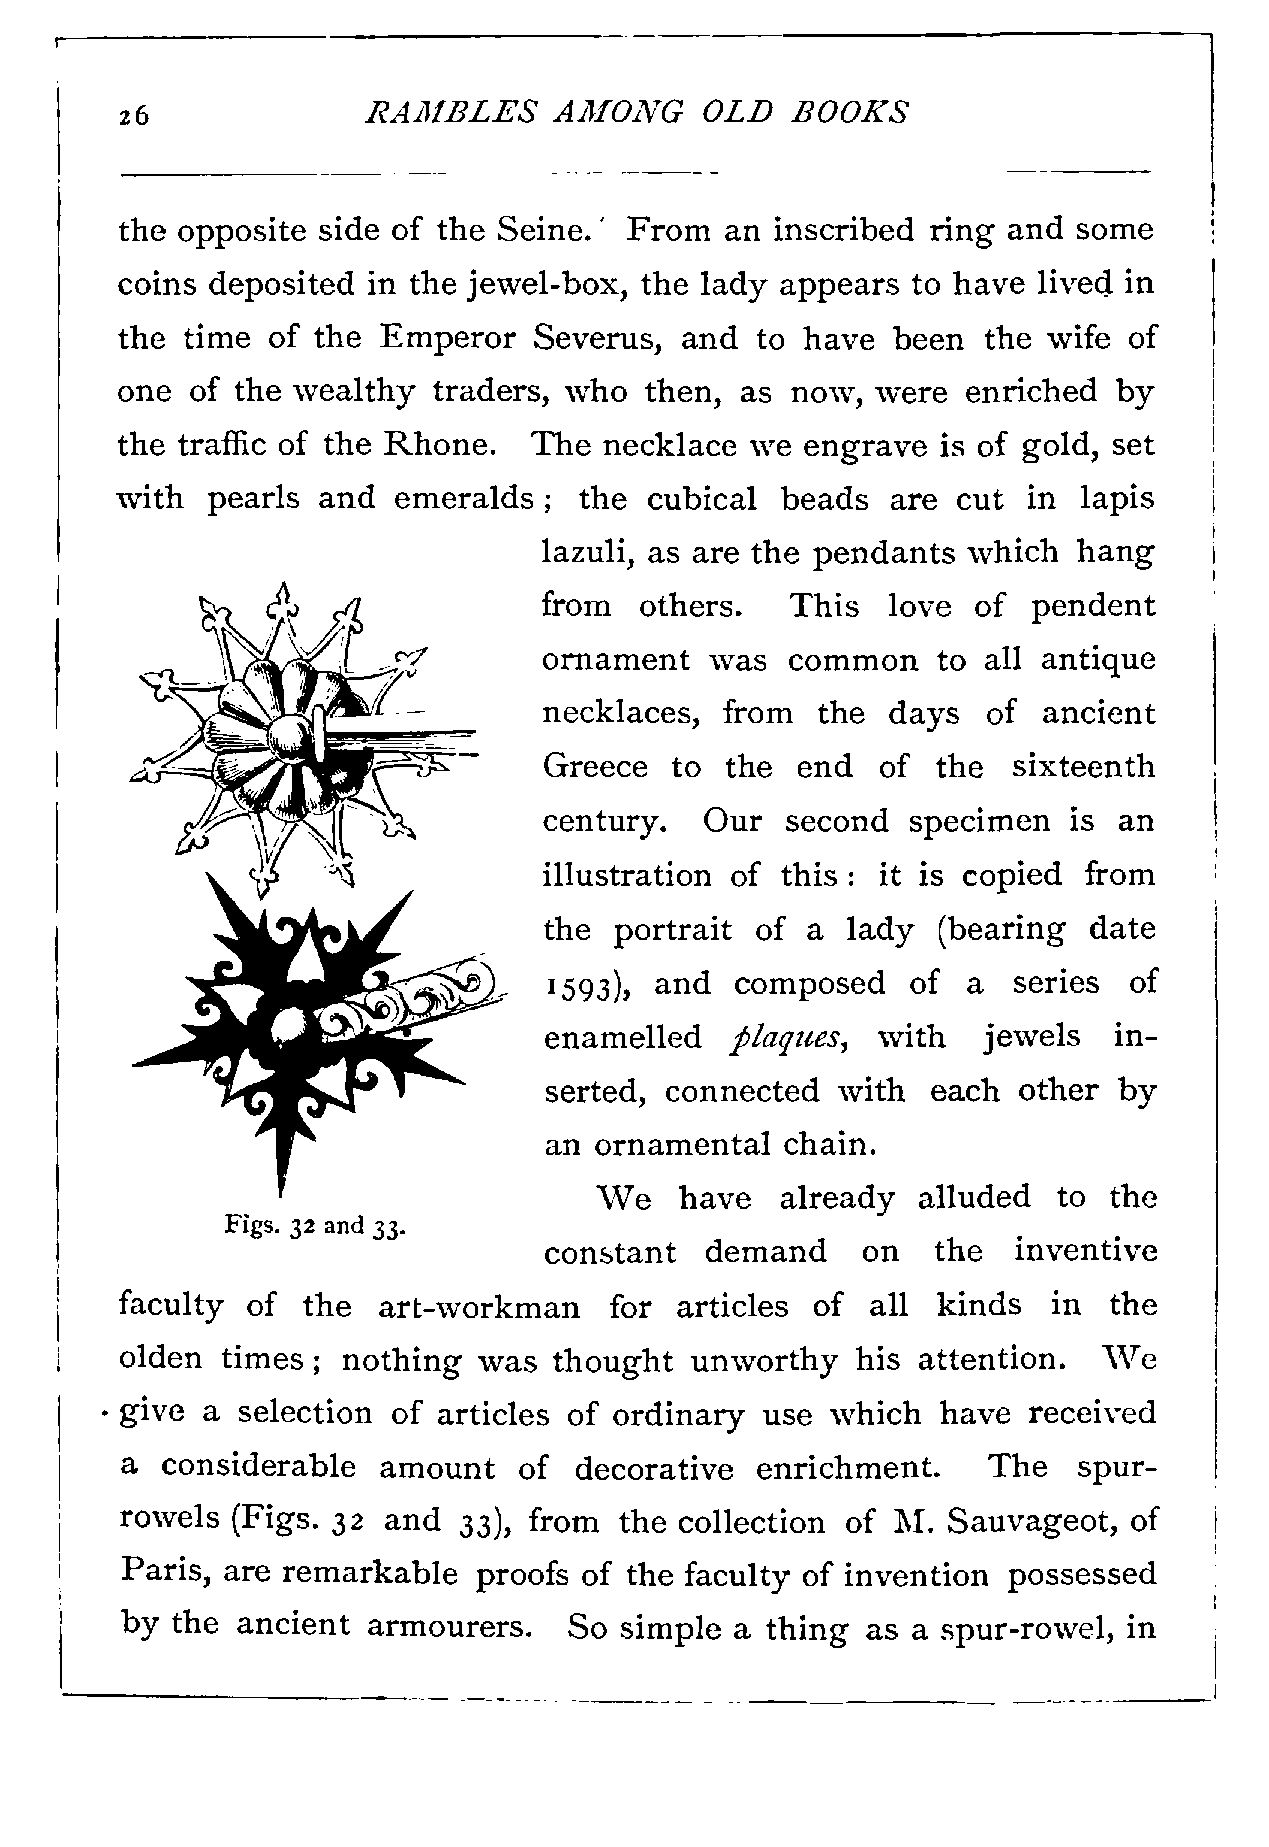 26 RAMBLES AMONG OLD BOOKS
the opposite side of the Seine. From an inscribed ring and some
coins deposited in the jewel-box, the lady appears to have lived in
the time of the Emperor Severus, and to have been the wife of
one of the wealthy traders, who then, as now, were enriched by
the traffic of the Rhone. The necklace we engrave is of gold, set
with pearls and emeralds ; the cubical beads are cut in lapis
lazuli, as are the pendants which hang
from others. This love of pendent
ornament was common to all antique
necklaces, from the days of ancient
Greece to the end of the sixteenth
century. Our second specimen is an
illustration of this : it is copied from
the portrait of a lady (bearing date
1593), and composed of a series of
enamelled plaques, with jewels in-
serted, connected with each other by
an ornamental chain.
We have already alluded to the
Figs. 32 and 33.
constant demand on the inventive
faculty of the art-workman for articles of all kinds in the
olden times ; nothing was thought unworthy his attention. We
give a selection of articles of ordinary use which have received
a considerable amount of decorative enrichment. The spur-
rowels (Figs. 32 and 33), from the collection of M. Sauvageot, of
Paris, are remarkable proofs of the faculty of invention possessed
by the ancient armourers. So simple a thing as a spur-rowel, in